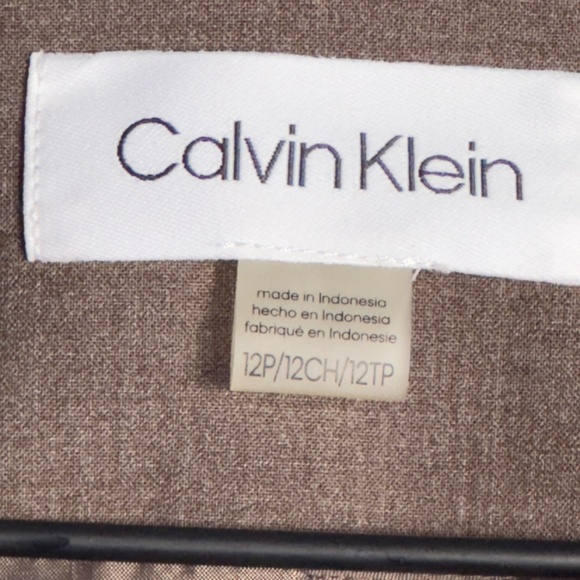 Calvin Klein
made in Indonesia
hecho en Indonesia
fabriqué en Indonesie
12P/12CH/12TP